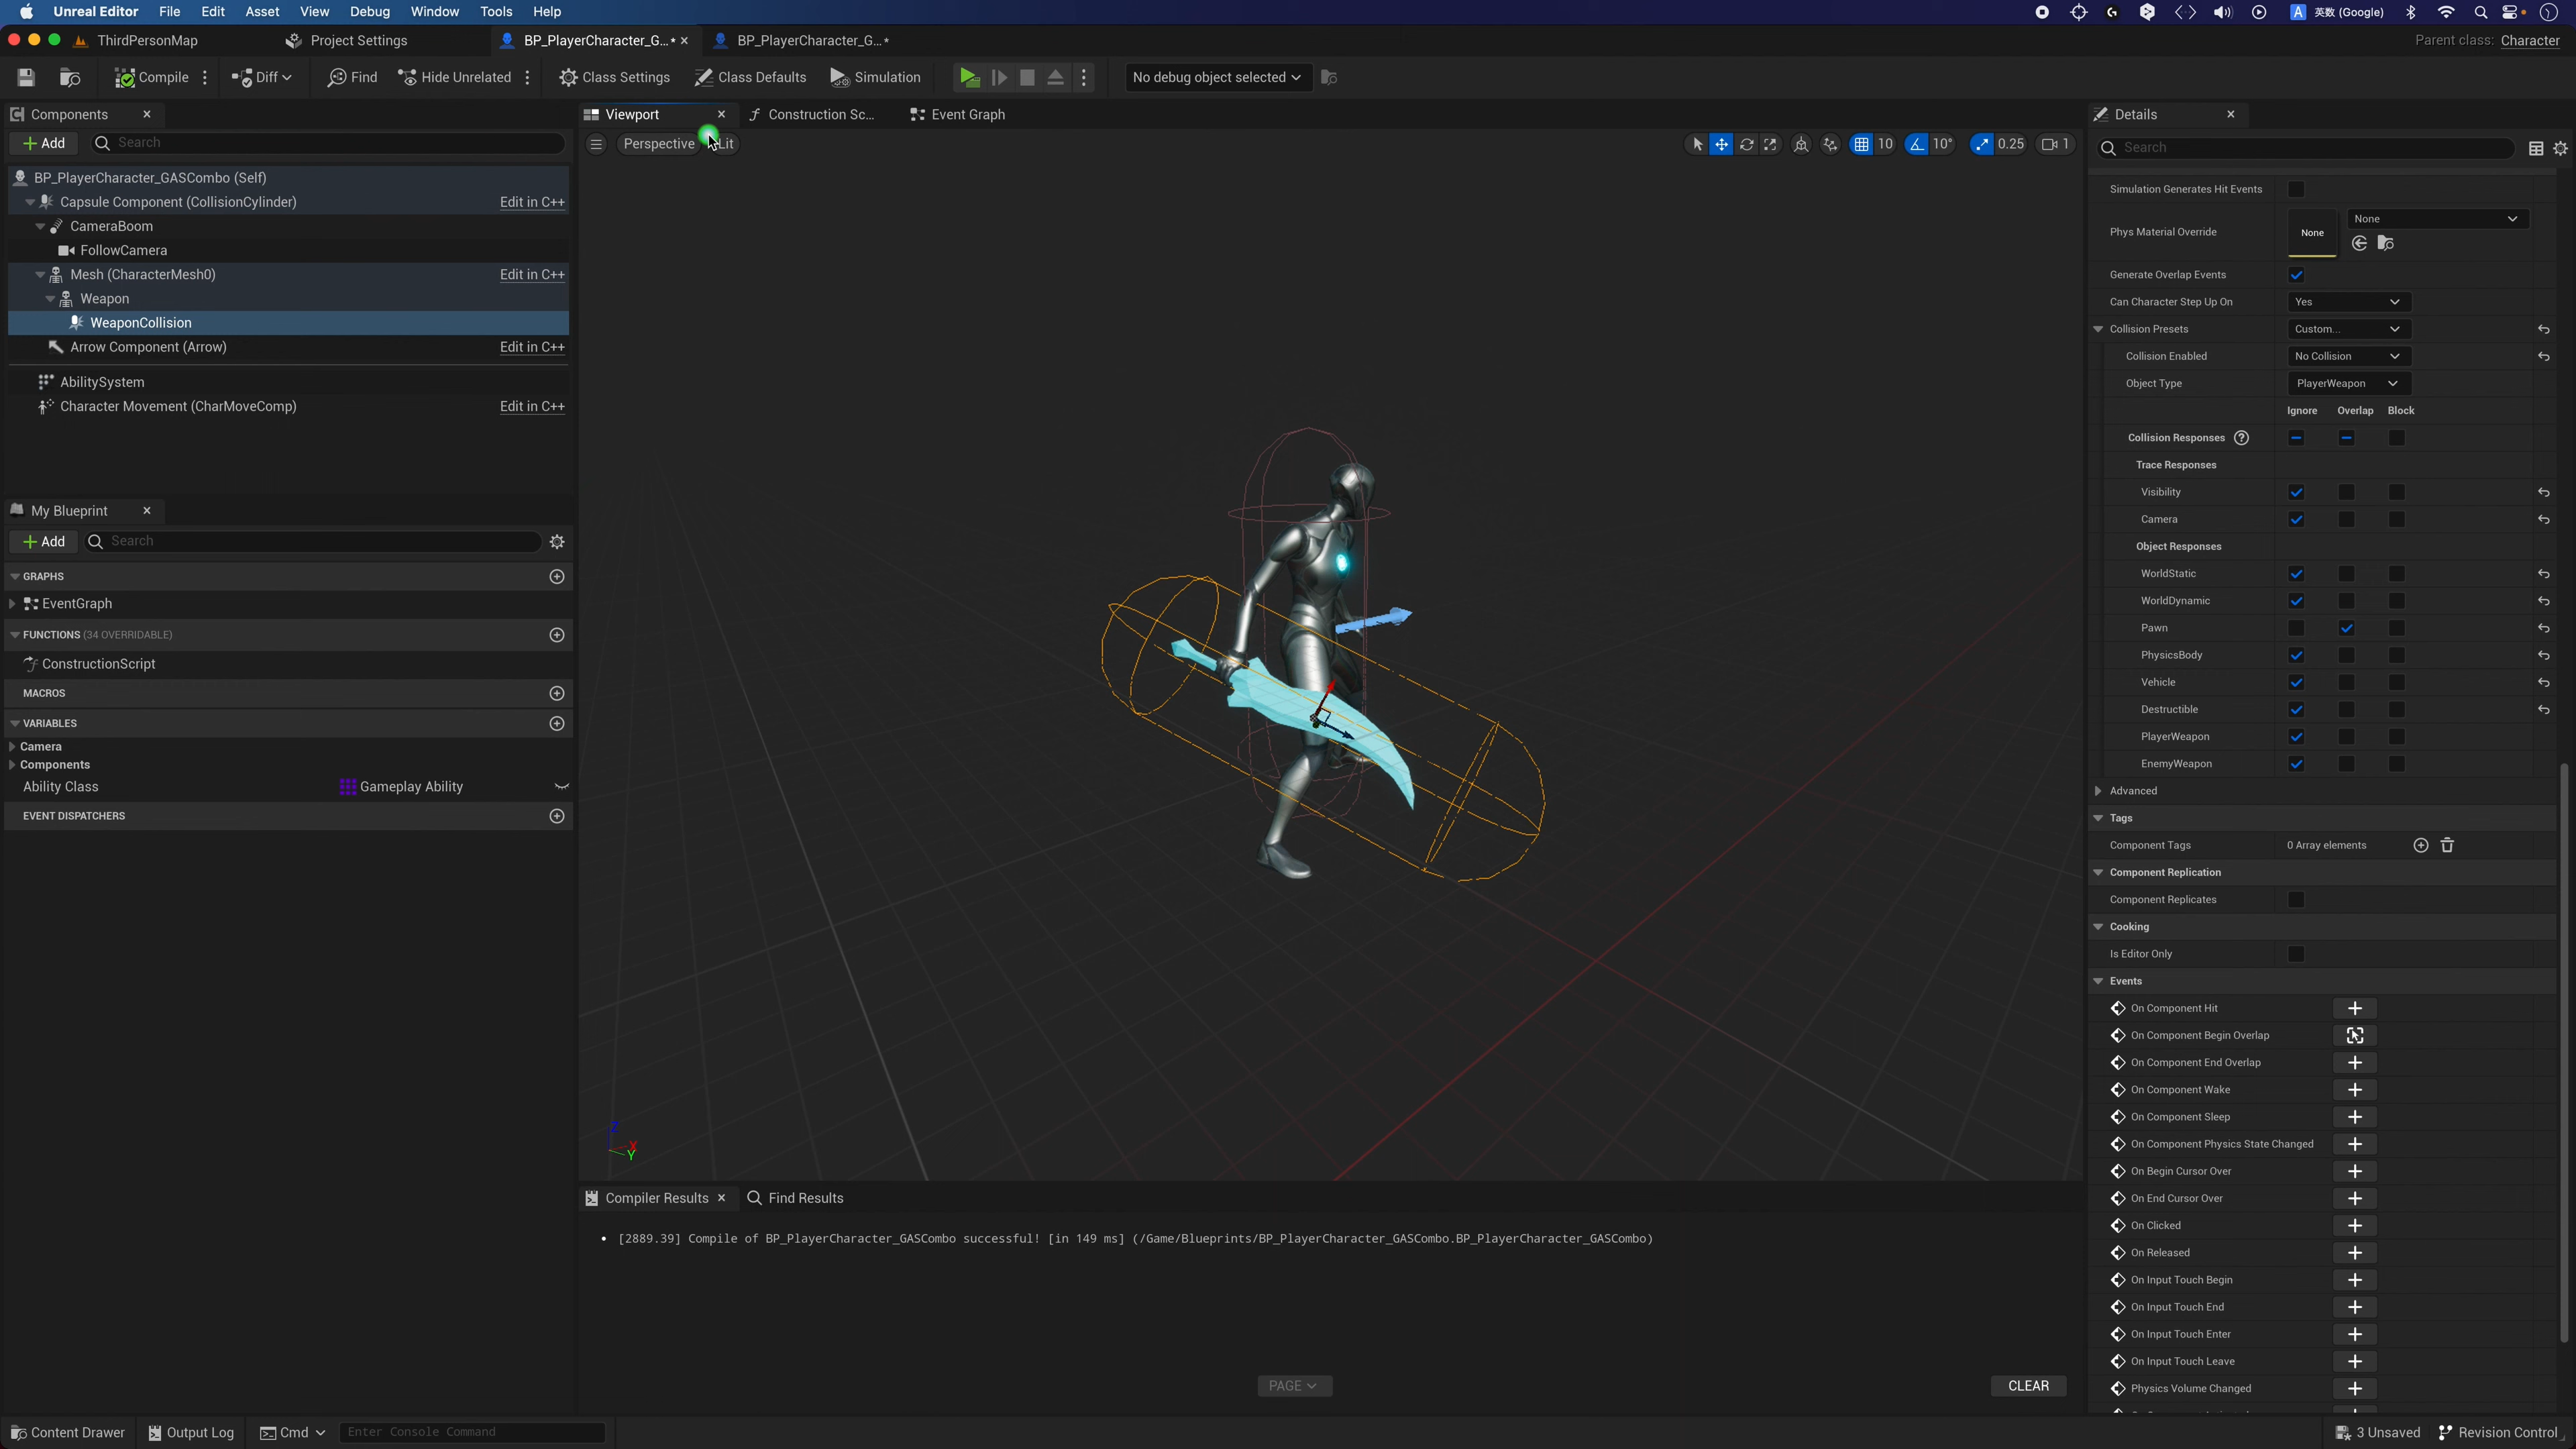 Unreal Editor File Edit Asset View Debug Window Tools Help A 英数 (Google)
ThirdPersonMap Project Settings BP_PlayerCharacter_G...* BP_PlayerCharacter_G...* Parent class: Character
Compile Diff Find Hide Unrelated Class Settings Class Defaults Simulation No debug object selected
Components
Add Search
BP_PlayerCharacter_GASCombo (Self)
Capsule Component (CollisionCylinder) Edit in C++
CameraBoom
FollowCamera
Mesh (CharacterMesh0) Edit in C++
Weapon
WeaponCollision
Arrow Component (Arrow) Edit in C++
AbilitySystem
Character Movement (CharMoveComp) Edit in C++
My Blueprint
Add Search
GRAPHS
EventGraph
FUNCTIONS (34 OVERRIDABLE)
ConstructionScript
MACROS
VARIABLES
Camera
Components
Ability Class Gameplay Ability
EVENT DISPATCHERS
Viewport Construction Sc... Event Graph
Perspective Lit 10 10° 0.25 1
Z
X
Y
Compiler Results Find Results
• [2889.39] Compile of BP_PlayerCharacter_GASCombo successful! [in 149 ms] (/Game/Blueprints/BP_PlayerCharacter_GASCombo.BP_PlayerCharacter_GASCombo)
PAGE CLEAR
Details
Search
Simulation Generates Hit Events
Phys Material Override None None
Generate Overlap Events
Can Character Step Up On Yes
Collision Presets Custom...
Collision Enabled No Collision
Object Type PlayerWeapon
Ignore Overlap Block
Collision Responses ?
Trace Responses
Visibility
Camera
Object Responses
WorldStatic
WorldDynamic
Pawn
PhysicsBody
Vehicle
Destructible
PlayerWeapon
EnemyWeapon
Advanced
Tags
Component Tags 0 Array elements
Component Replication
Component Replicates
Cooking
Is Editor Only
Events
On Component Hit
On Component Begin Overlap
On Component End Overlap
On Component Wake
On Component Sleep
On Component Physics State Changed
On Begin Cursor Over
On End Cursor Over
On Clicked
On Released
On Input Touch Begin
On Input Touch End
On Input Touch Enter
On Input Touch Leave
Physics Volume Changed
Content Drawer Output Log Cmd Enter Console Command 3 Unsaved Revision Control